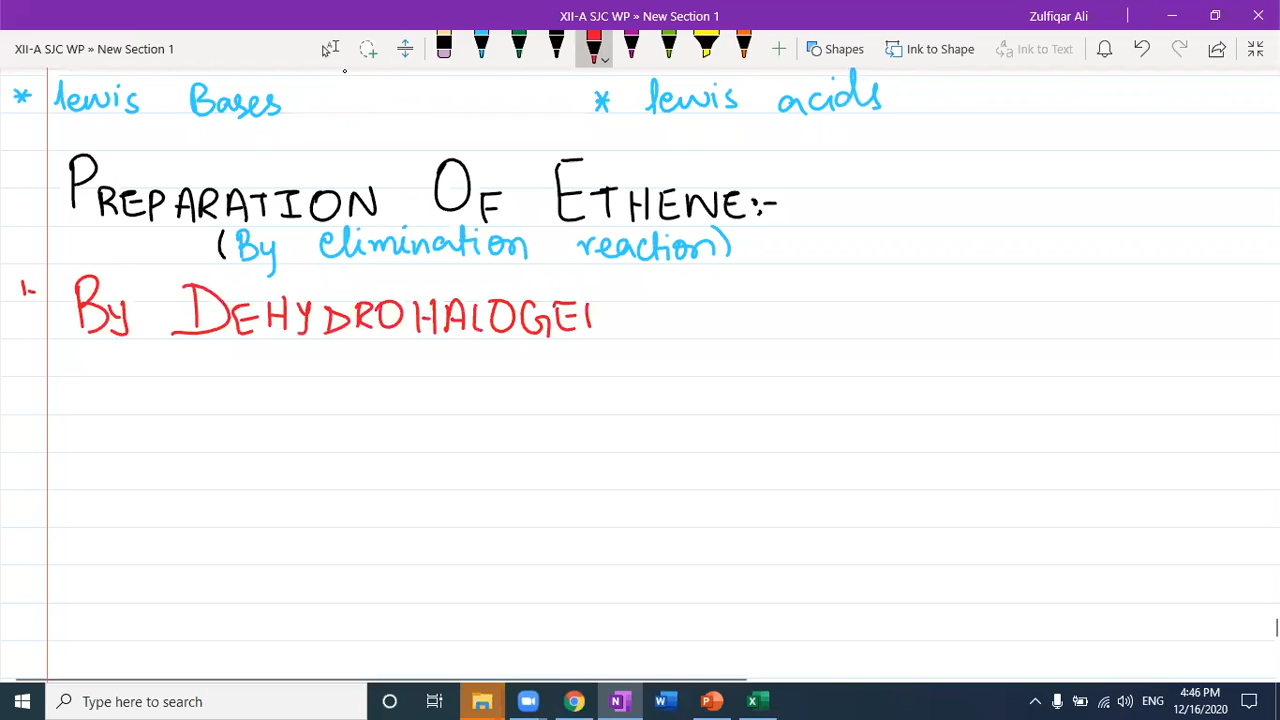 XII-A SJC WP » New Section 1
Zulfiqar Ali
XII-A SJC WP » New Section 1
Shapes
Ink to Shape
Ink to Math
* lewis Bases
* lewis acids
PREPARATION OF ETHENE:-
(By elimination reaction)
1- By DEHYDROHALOGEI
Type here to search
ENG
4:46 PM
12/16/2020